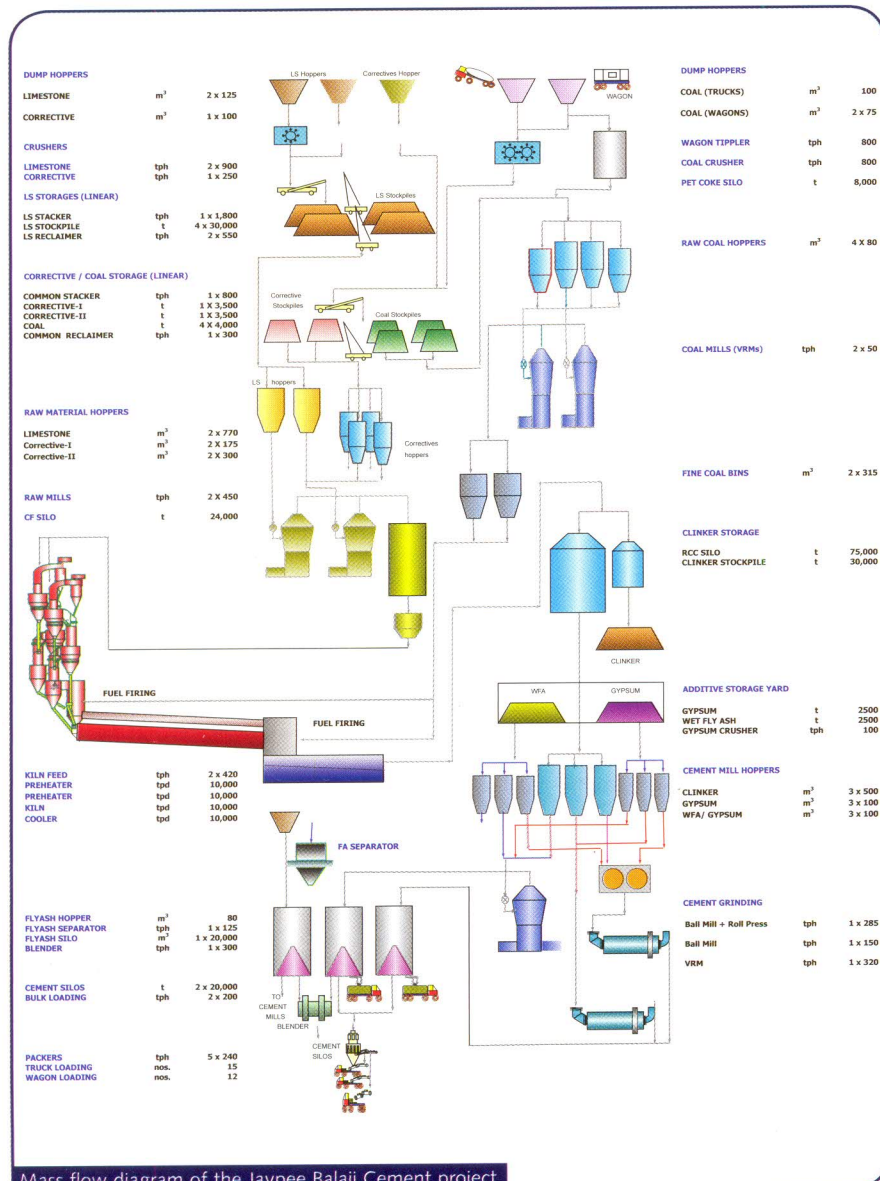 DUMP HOPPERS
LIMESTONE m³ 2 x 125
CORRECTIVE m³ 1 x 100
CRUSHERS
LIMESTONE tph 2 x 900
CORRECTIVE tph 1 x 250
LS STORAGES (LINEAR)
LS STACKER tph 1 x 1,800
LS STOCKPILE t 4 x 30,000
LS RECLAIMER tph 2 x 550
CORRECTIVE / COAL STORAGE (LINEAR)
COMMON STACKER tph 1 x 800
CORRECTIVE-I t 1 X 3,500
CORRECTIVE-II t 1 X 3,500
COAL t 4 X 4,000
COMMON RECLAIMER tph 1 x 300
RAW MATERIAL HOPPERS
LIMESTONE m³ 2 x 770
Corrective-I m³ 2 X 175
Corrective-II m³ 2 X 300
RAW MILLS tph 2 X 450
CF SILO t 24,000
LS Hoppers
Correctives Hopper
WAGON
LS Stockpiles
LS Stockpiles
Corrective
Stockpiles
Coal Stockpiles
LS hoppers
Correctives
hoppers
DUMP HOPPERS
COAL (TRUCKS) m³ 100
COAL (WAGONS) m³ 2 x 75
WAGON TIPPLER tph 800
COAL CRUSHER tph 800
PET COKE SILO t 8,000
RAW COAL HOPPERS m³ 4 X 80
COAL MILLS (VRMs) tph 2 x 50
FINE COAL BINS m³ 2 x 315
CLINKER STORAGE
RCC SILO t 75,000
CLINKER STOCKPILE t 30,000
CLINKER
FUEL FIRING
FUEL FIRING
WFA
GYPSUM
ADDITIVE STORAGE YARD
GYPSUM t 2500
WET FLY ASH t 2500
GYPSUM CRUSHER tph 100
CEMENT MILL HOPPERS
CLINKER m³ 3 x 500
GYPSUM m³ 3 x 100
WFA/ GYPSUM m³ 3 x 100
KILN FEED tph 2 x 420
PREHEATER tpd 10,000
PREHEATER tpd 10,000
KILN tpd 10,000
COOLER tpd 10,000
FA SEPARATOR
FLYASH HOPPER m³ 80
FLYASH SEPARATOR tph 1 x 125
FLYASH SILO m³ 1 x 20,000
BLENDER tph 1 x 300
CEMENT SILOS t 2 x 20,000
BULK LOADING tph 2 x 200
PACKERS tph 5 x 240
TRUCK LOADING nos. 15
WAGON LOADING nos. 12
TO
CEMENT
MILLS
BLENDER
CEMENT
SILOS
CEMENT GRINDING
Ball Mill + Roll Press tph 1 x 285
Ball Mill tph 1 x 150
VRM tph 1 x 320
Mass flow diagram of the Jaypee Balaji Cement project